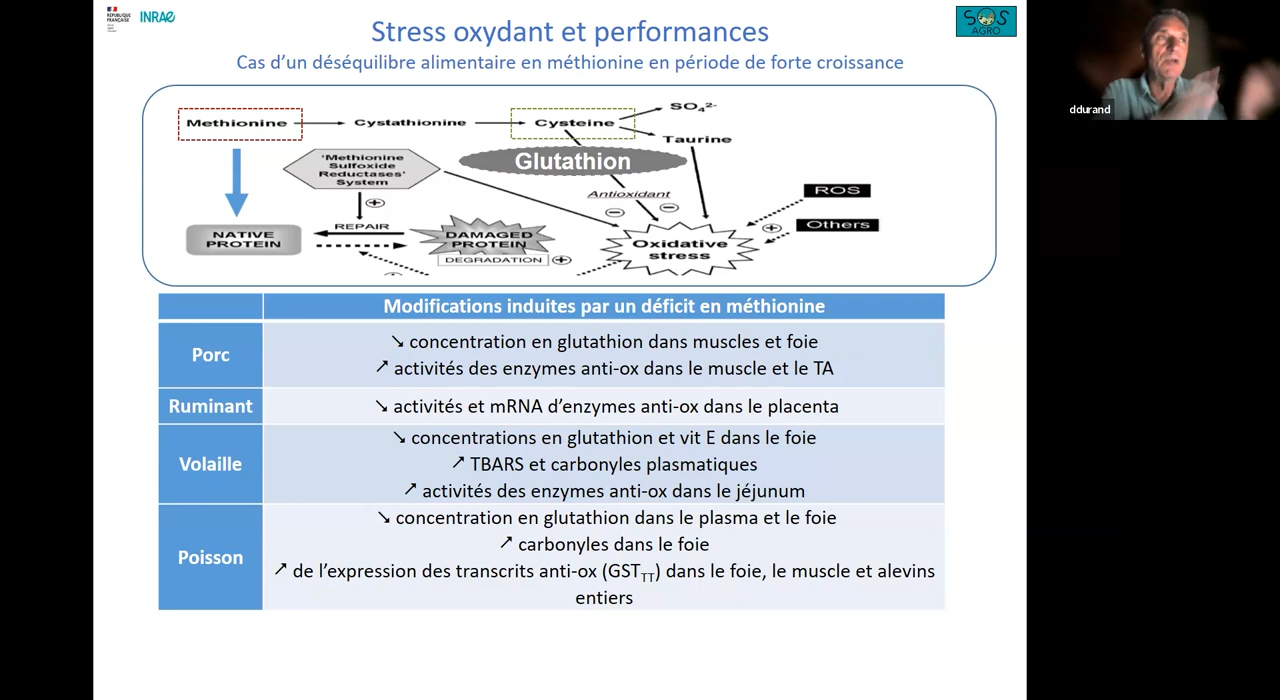 RÉPUBLIQUE
FRANÇAISE
INRAE
SOS
AGRO
ddurand
Stress oxydant et performances
Cas d’un déséquilibre alimentaire en méthionine en période de forte croissance
Methionine
Cystathionine
Cysteine
SO₄²⁻
Taurine
'Methionine
Sulfoxide
Reductases'
System
Glutathion
Antioxidant
ROS
Others
REPAIR
NATIVE
PROTEIN
DAMAGED
PROTEIN
DEGRADATION
Oxidative
stress
Modifications induites par un déficit en méthionine
Porc
↘ concentration en glutathion dans muscles et foie
↗ activités des enzymes anti-ox dans le muscle et le TA
Ruminant
↘ activités et mRNA d’enzymes anti-ox dans le placenta
Volaille
↘ concentrations en glutathion et vit E dans le foie
↗ TBARS et carbonyles plasmatiques
↗ activités des enzymes anti-ox dans le jéjunum
Poisson
↘ concentration en glutathion dans le plasma et le foie
↗ carbonyles dans le foie
↗ de l’expression des transcrits anti-ox (GSTTT) dans le foie, le muscle et alevins
entiers